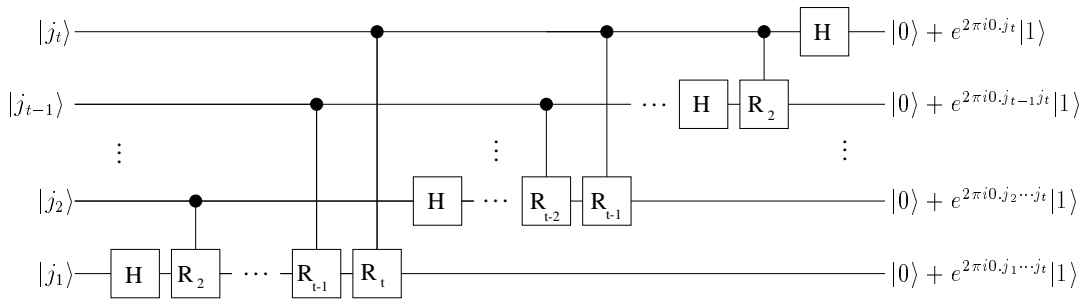 |j_t⟩ H |0⟩ + e^{2πi0.j_t}|1⟩
|j_{t−1}⟩ ⋯ H R_2 |0⟩ + e^{2πi0.j_{t−1}j_t}|1⟩
⋮ ⋮ ⋮
|j_2⟩ H ⋯ R_{t-2} R_{t-1} |0⟩ + e^{2πi0.j_2⋯j_t}|1⟩
|j_1⟩ H R_2 ⋯ R_{t-1} R_t |0⟩ + e^{2πi0.j_1⋯j_t}|1⟩